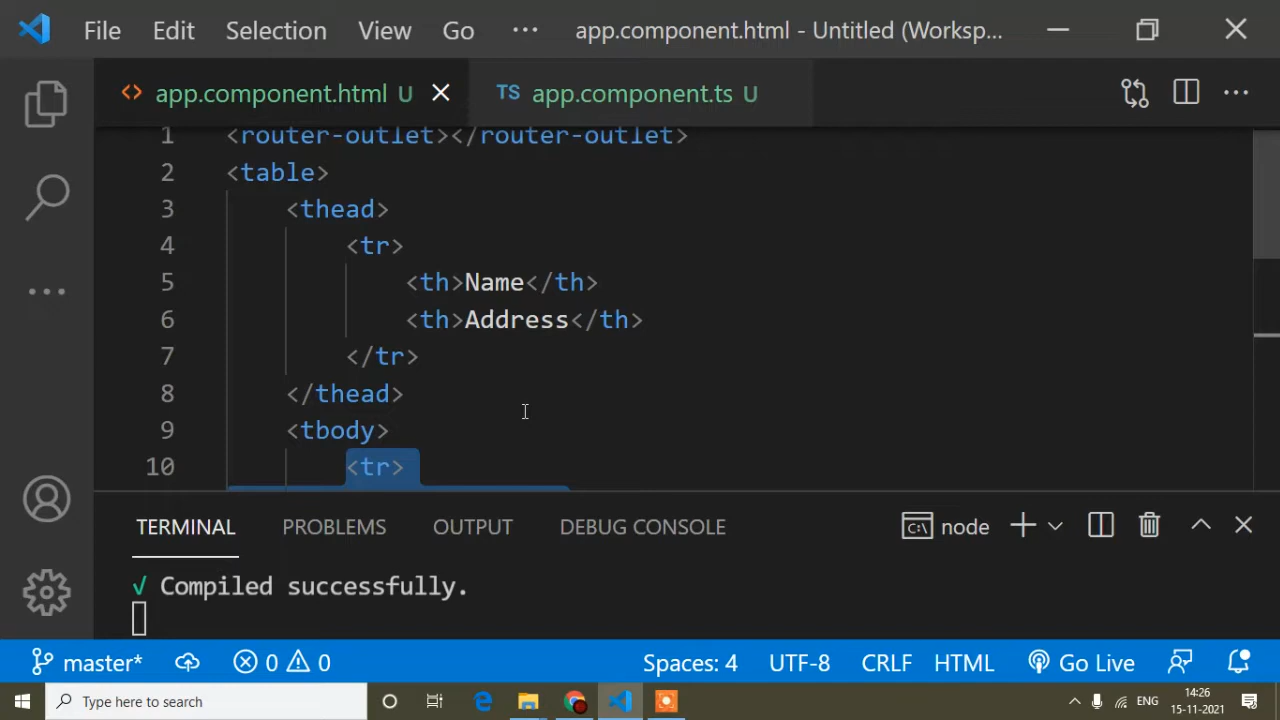 File Edit Selection View Go ··· app.component.html - Untitled (Worksp...
<> app.component.html U TS app.component.ts U ···
1 <router-outlet></router-outlet>
2 <table>
3 <thead>
4 <tr>
5 <th>Name</th>
6 <th>Address</th>
7 </tr>
8 </thead>
9 <tbody>
10 <tr>
TERMINAL PROBLEMS OUTPUT DEBUG CONSOLE node
√ Compiled successfully.
master* 0 0 Spaces: 4 UTF-8 CRLF HTML Go Live
Type here to search ENG 14:26
15-11-2021